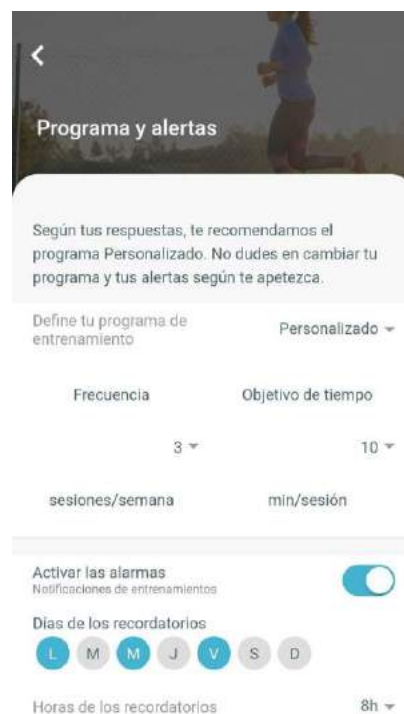 Programa y alertas
Según tus respuestas, te recomendamos el
programa Personalizado. No dudes en cambiar tu
programa y tus alertas según te apetezca.
Define tu programa de
entrenamiento
Personalizado
Frecuencia
Objetivo de tiempo
3
10
sesiones/semana
min/sesión
Activar las alarmas
Notificaciones de entrenamientos
Días de los recordatorios
L M M J V S D
Horas de los recordatorios
8h